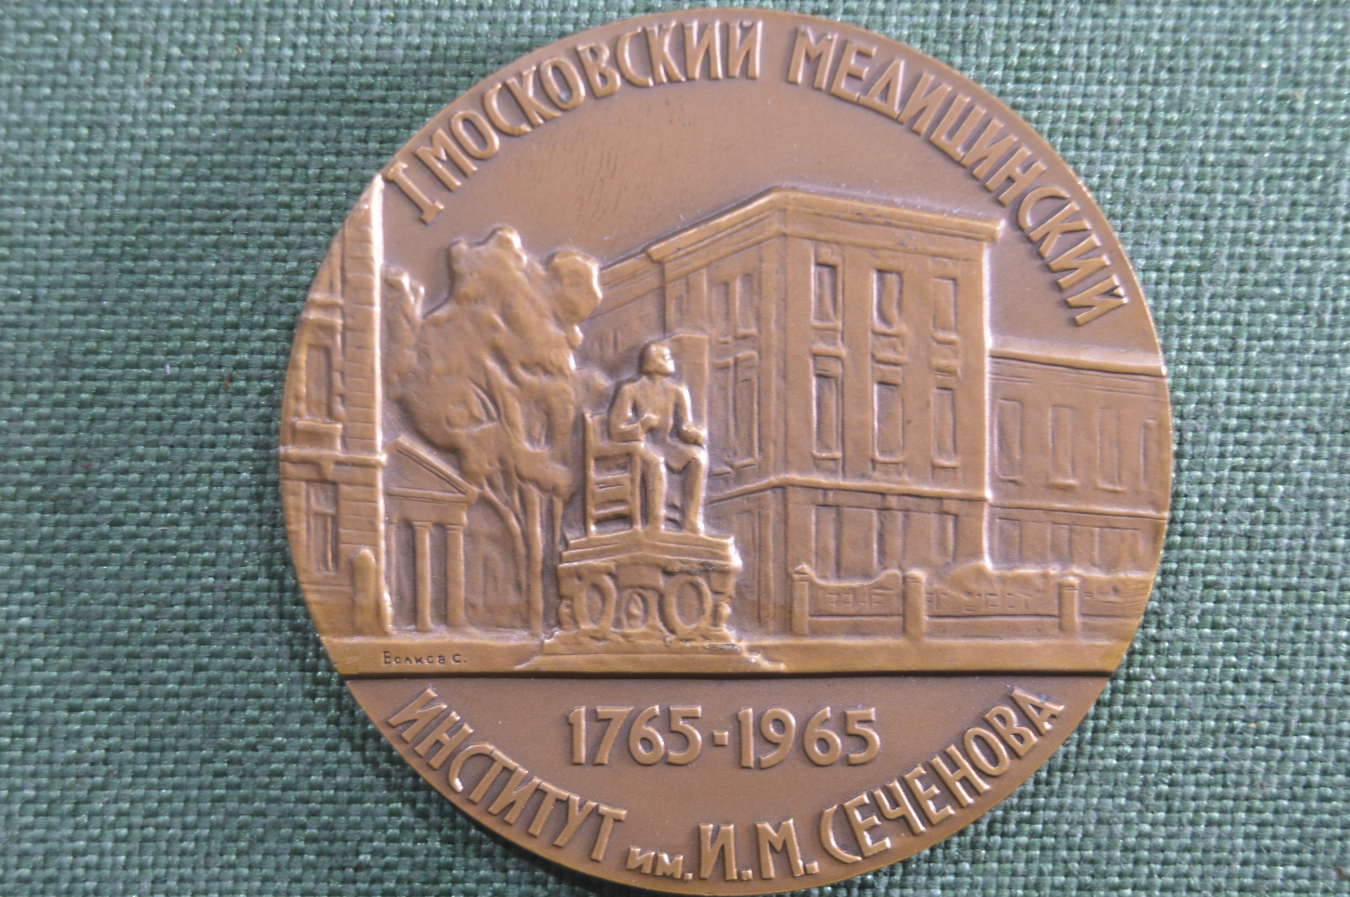 I МОСКОВСКИЙ МЕДИЦИНСКИЙ
Волков С.
1765-1965
ИНСТИТУТ им. И.М. СЕЧЕНОВА